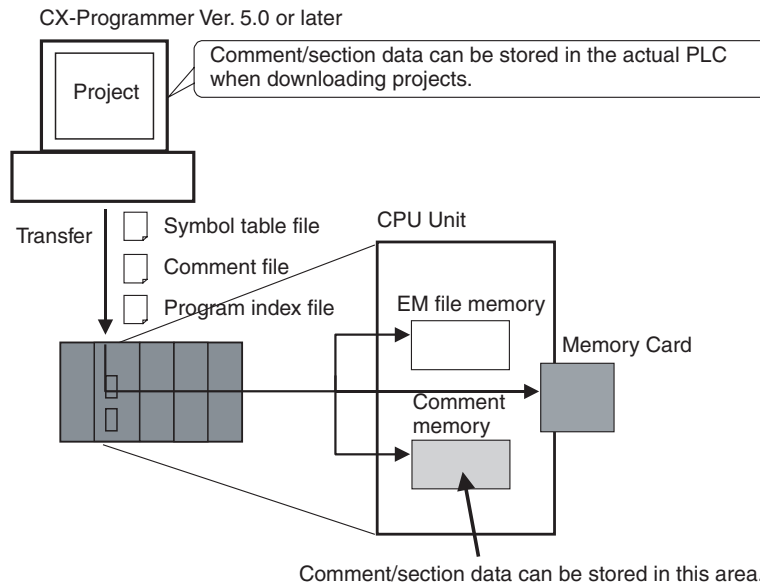 CX-Programmer Ver. 5.0 or later
Comment/section data can be stored in the actual PLC
when downloading projects.
Project
Transfer
Symbol table file
Comment file
Program index file
CPU Unit
EM file memory
Memory Card
Comment
memory
Comment/section data can be stored in this area.